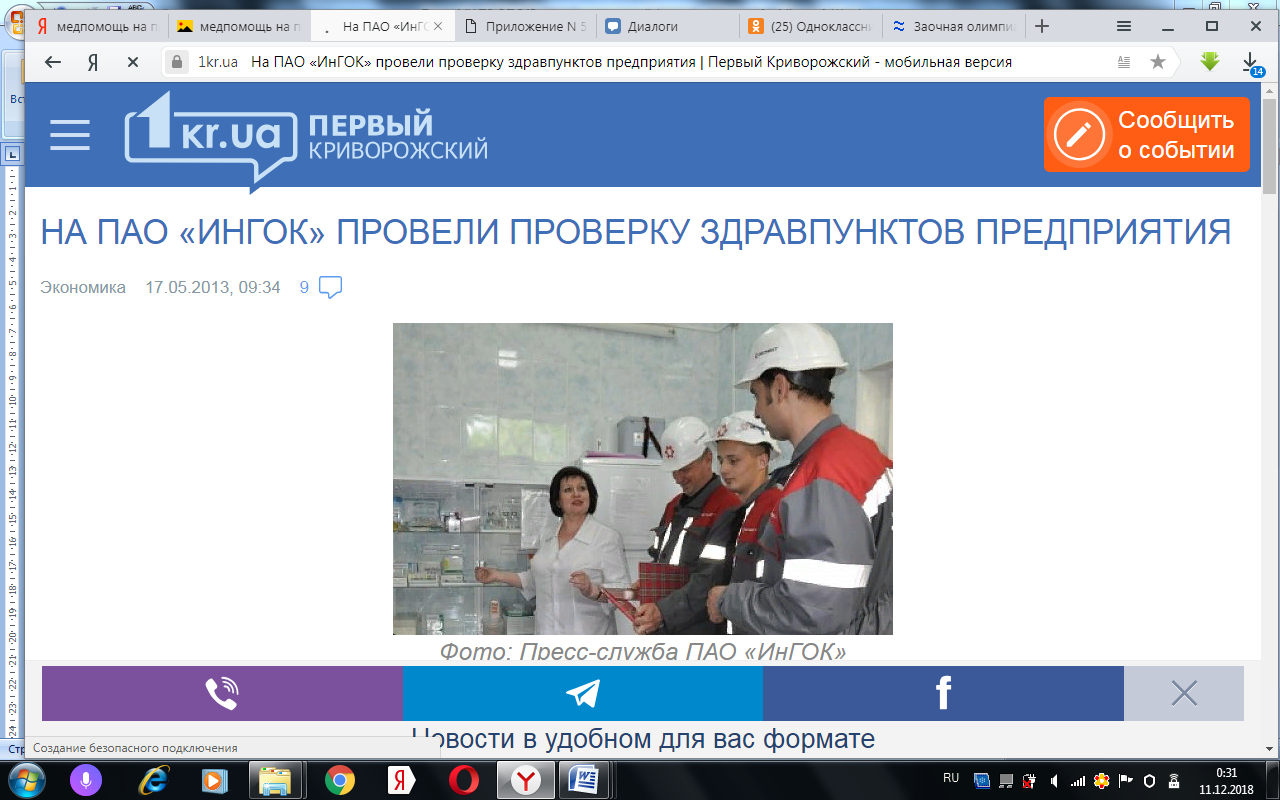 медпомощь на п
медпомощь на п
На ПАО «ИнГО
Приложение N 5
Диалоги
(25) Одноклассн
Заочная олимпи
1kr.ua На ПАО «ИнГОК» провели проверку здравпунктов предприятия | Первый Криворожский - мобильная версия
14
1kr.ua
ПЕРВЫЙ
КРИВОРОЖСКИЙ
Сообщить
о событии
НА ПАО «ИНГОК» ПРОВЕЛИ ПРОВЕРКУ ЗДРАВПУНКТОВ ПРЕДПРИЯТИЯ
Экономика 17.05.2013, 09:34 9
Фото: Пресс-служба ПАО «ИнГОК»
Новости в удобном для вас формате
Создание безопасного подключения
RU
0:31
11.12.2018